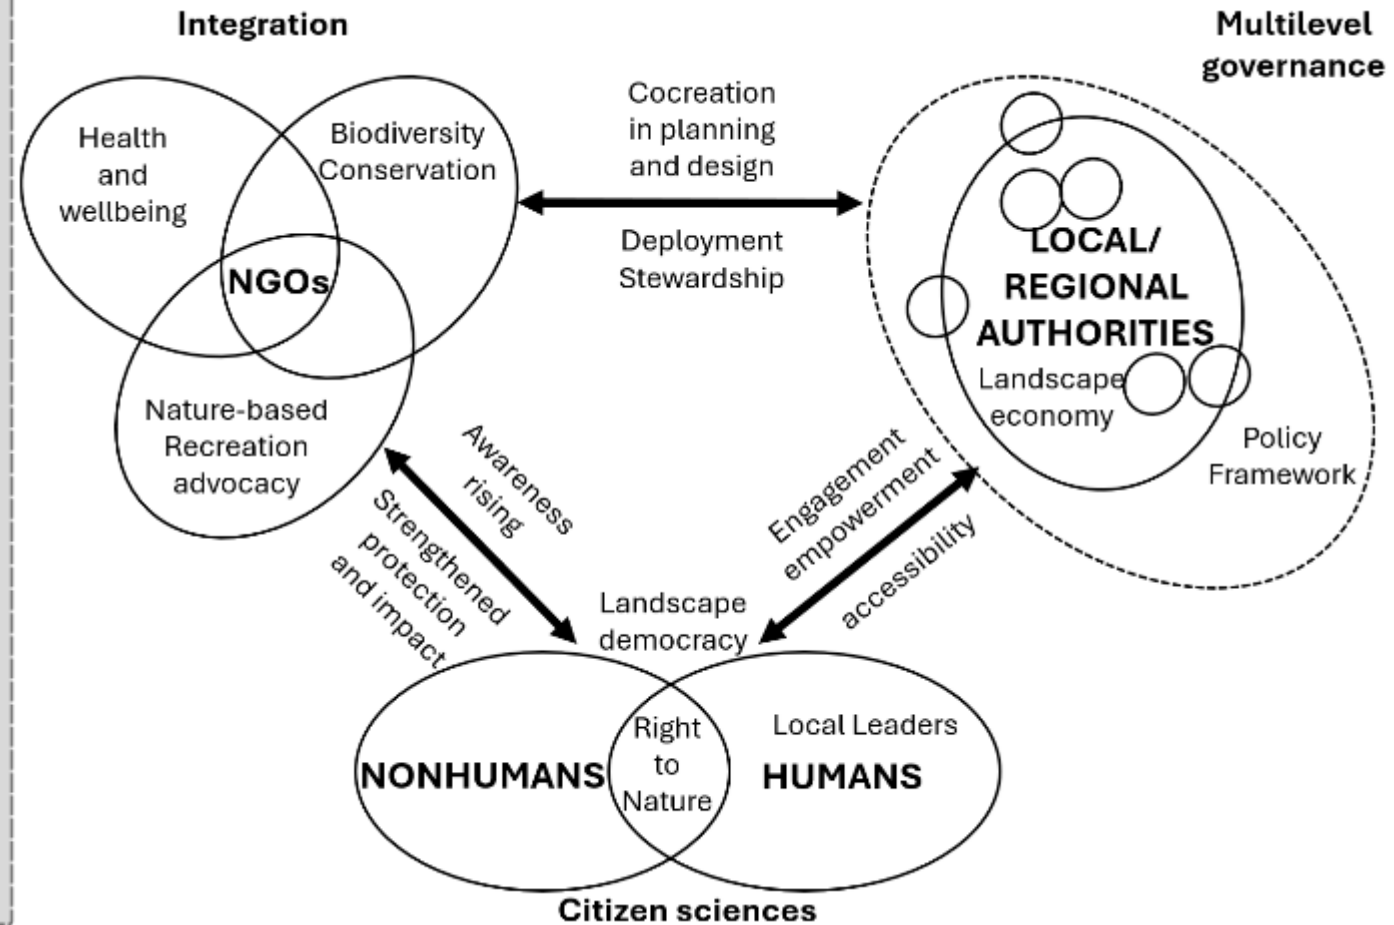 Integration
Multilevel
governance
Health
and
wellbeing
Biodiversity
Conservation
NGOs
Nature-based
Recreation
advocacy
Cocreation
in planning
and design
Deployment
Stewardship
LOCAL/
REGIONAL
AUTHORITIES
Landscape
economy
Policy
Framework
Awareness
rising
Strengthened
protection
and impact
Engagement
empowerment
accessibility
Landscape
democracy
NONHUMANS
Right
to
Nature
Local Leaders
HUMANS
Citizen sciences